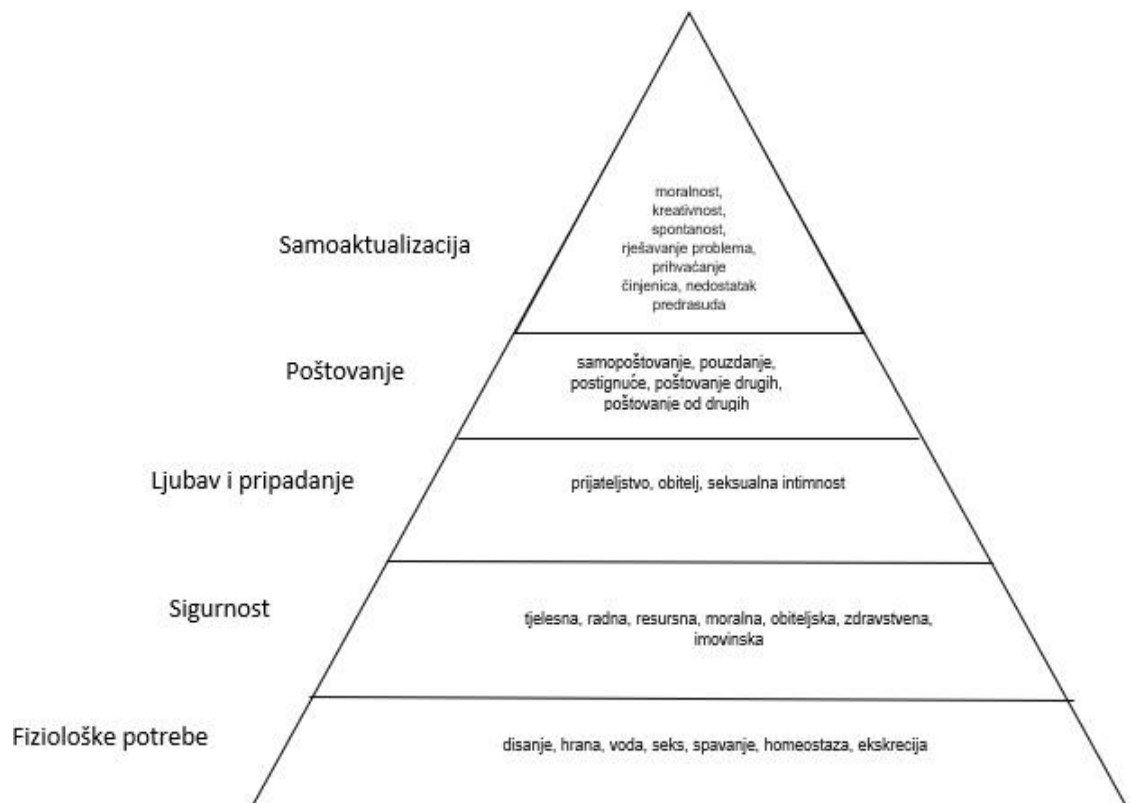 Samoaktualizacija
moralnost,
kreativnost,
spontanost,
rješavanje problema,
prihvaćanje
činjenica, nedostatak
predrasuda
Poštovanje
samopoštovanje, pouzdanje,
postignuće, poštovanje drugih,
poštovanje od drugih
Ljubav i pripadanje
prijateljstvo, obitelj, seksualna intimnost
Sigurnost
tjelesna, radna, resursna, moralna, obiteljska, zdravstvena,
imovinska
Fiziološke potrebe
disanje, hrana, voda, seks, spavanje, homeostaza, ekskrecija